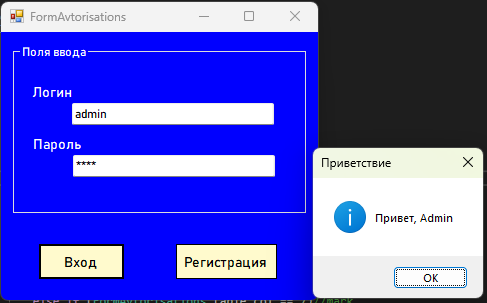 FormAvtorisations
Поля ввода
Логин
admin
Пароль
****
Вход
Регистрация
Приветствие
Привет, Admin
OK